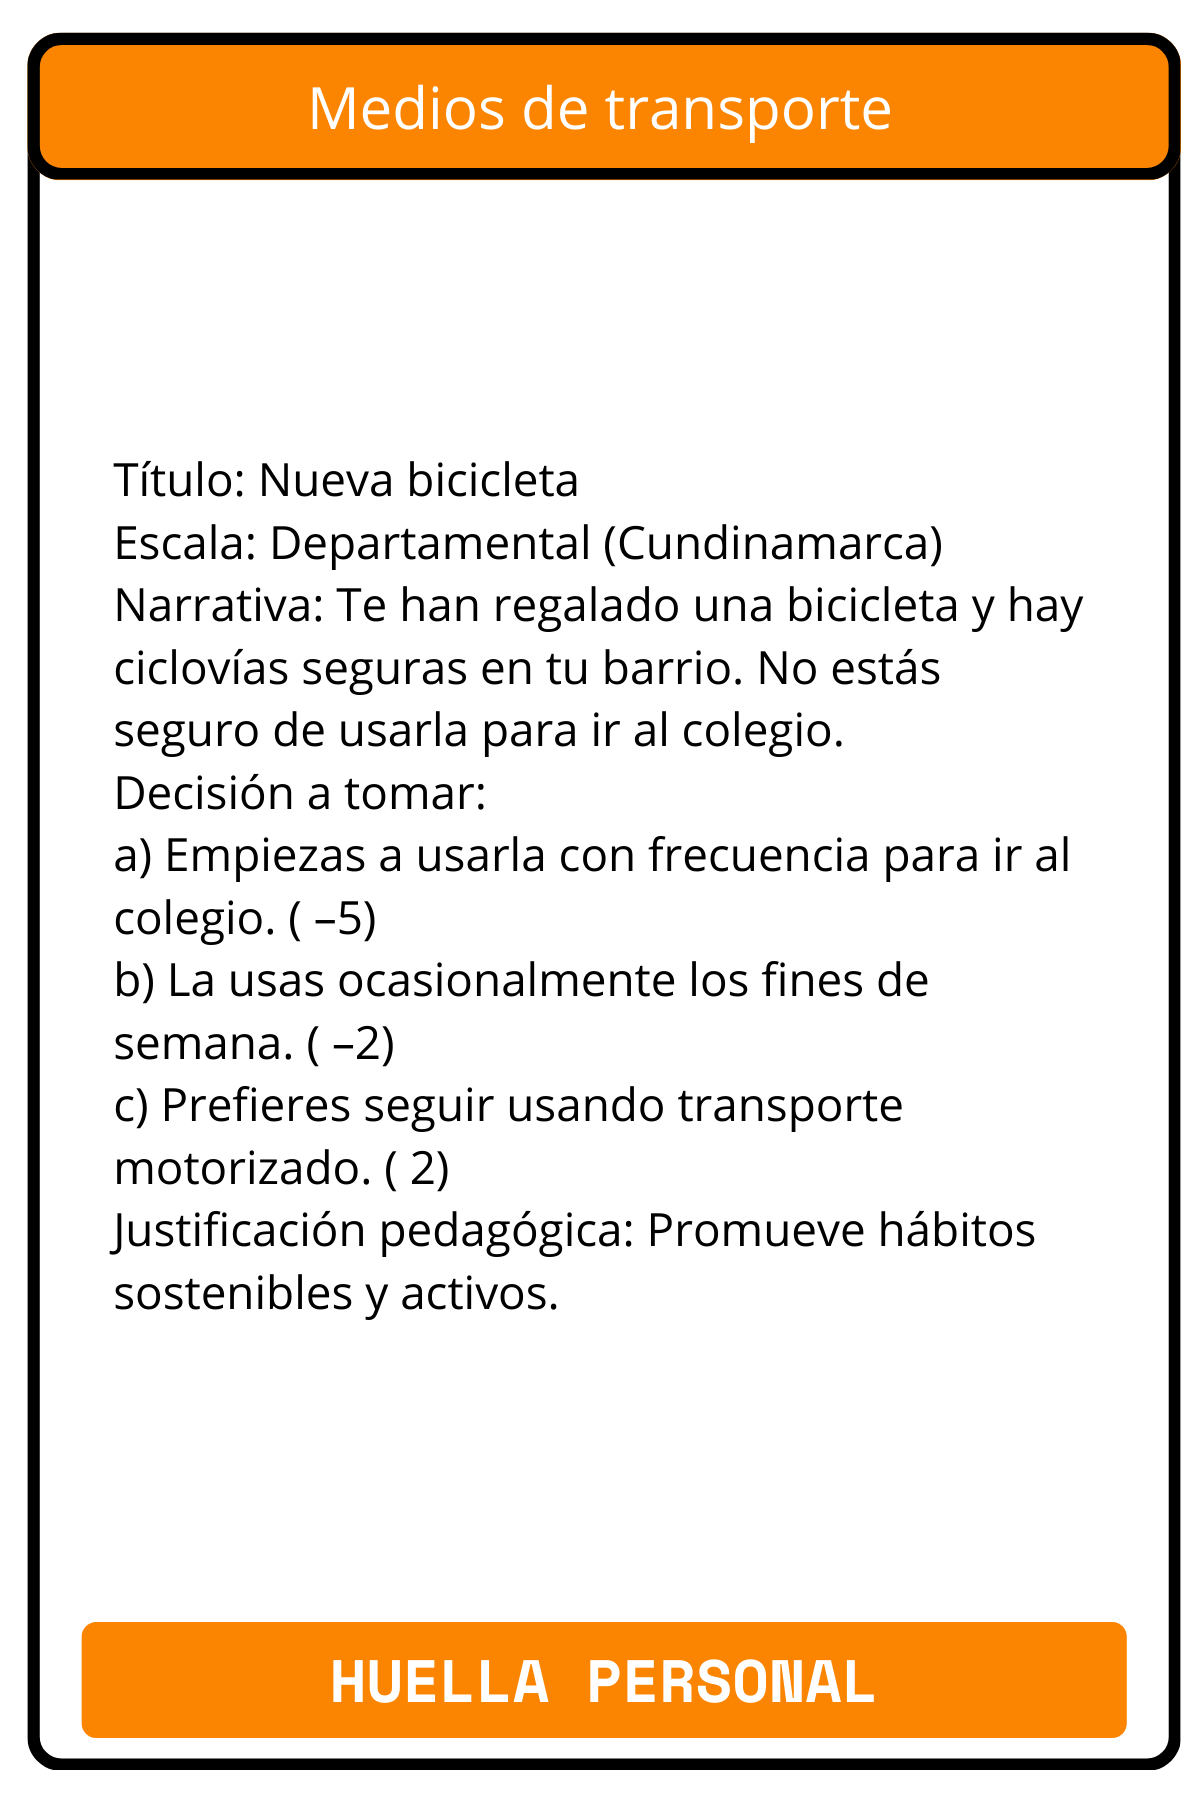 Medios de transporte
Título: Nueva bicicleta
Escala: Departamental (Cundinamarca)
Narrativa: Te han regalado una bicicleta y hay
ciclovías seguras en tu barrio. No estás
seguro de usarla para ir al colegio.
Decisión a tomar:
a) Empiezas a usarla con frecuencia para ir al
colegio. ( –5)
b) La usas ocasionalmente los fines de
semana. ( –2)
c) Prefieres seguir usando transporte
motorizado. ( 2)
Justificación pedagógica: Promueve hábitos
sostenibles y activos.
HUELLA PERSONAL